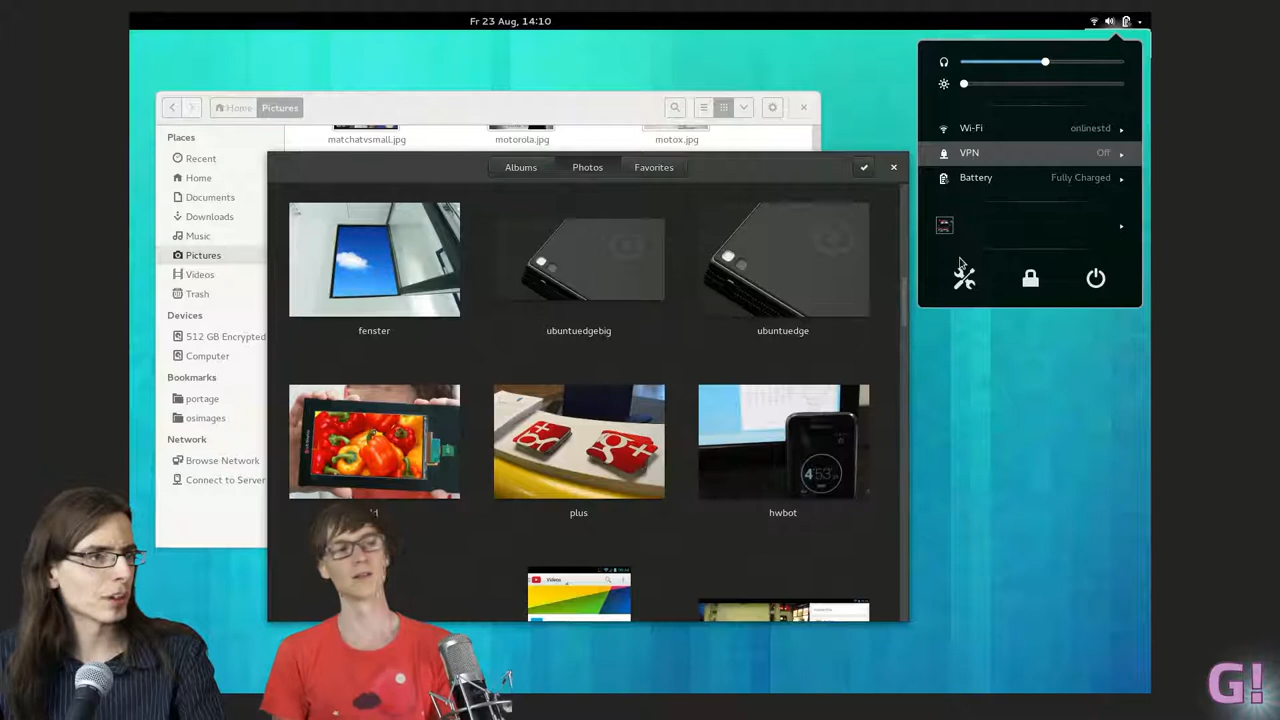 Fr 23 Aug, 14:10
Home
Pictures
matchatvsmall.jpg
motorola.jpg
motox.jpg
Places
Recent
Home
Documents
Downloads
Music
Pictures
Videos
Trash
Devices
512 GB Encrypted
Computer
Bookmarks
portage
osimages
Network
Browse Network
Connect to Server
Albums
Photos
Favorites
fenster
ubuntuedgebig
ubuntuedge
4:53
plus
hwbot
Videos
Wi-Fi onlinestd
VPN Off
Battery Fully Charged
G!